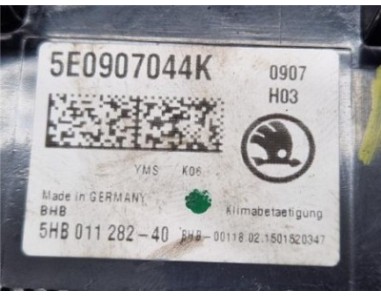 5E0907044K 0907
H03
YMS K06
Made in GERMANY
BHB Klimabetaetigung
5HB 011 282-40 BHB-00118 02.1501520347